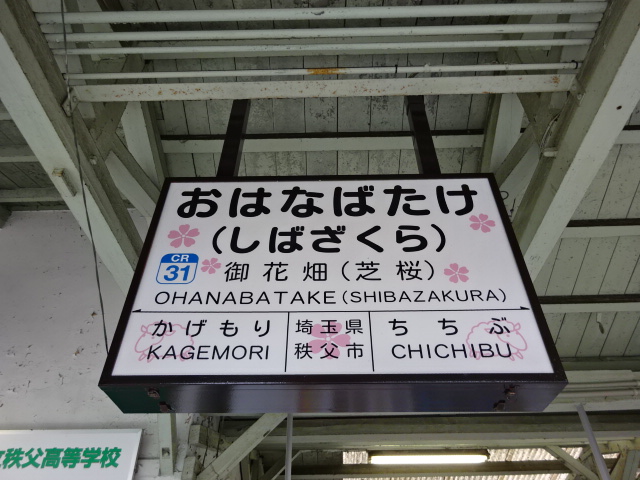 おはなばたけ
(しばざくら)
CR
31
御花畑(芝桜)
OHANABATAKE(SHIBAZAKURA)
かげもり
KAGEMORI
埼玉県
秩父市
ちちぶ
CHICHIBU
秩父高等学校